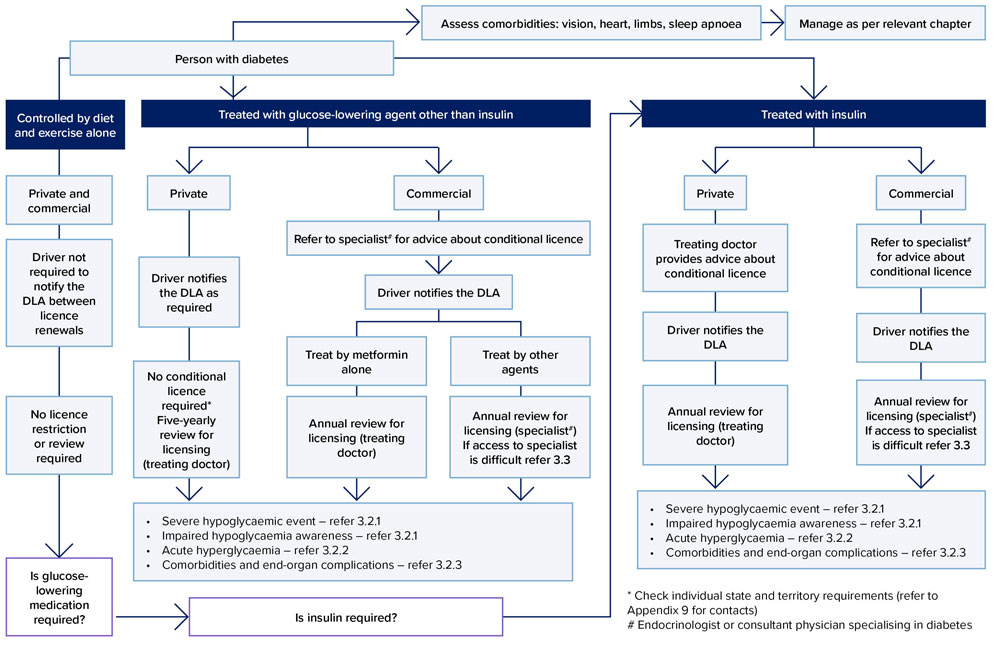 Assess comorbidities: vision, heart, limbs, sleep apnoea
Manage as per relevant chapter
Person with diabetes
Controlled by diet
and exercise alone
Private and
commercial
Driver not
required to
notify the
DLA between
licence
renewals
No licence
restriction
or review
required
Is glucose-
lowering
medication
required?
Treated with glucose-lowering agent other than insulin
Private
Driver notifies
the DLA as
required
No conditional
licence
required*
Five-yearly
review for
licensing
(treating doctor)
Commercial
Refer to specialist# for advice about conditional licence
Driver notifies the DLA
Treat by metformin
alone
Annual review for
licensing (treating
doctor)
Treat by other
agents
Annual review for
licensing (specialist#)
If access to specialist
is difficult refer 3.3
• Severe hypoglycaemic event – refer 3.2.1
• Impaired hypoglycaemia awareness – refer 3.2.1
• Acute hyperglycaemia – refer 3.2.2
• Comorbidities and end-organ complications – refer 3.2.3
Is insulin required?
Treated with insulin
Private
Treating doctor
provides advice about
conditional licence
Driver notifies the
DLA
Annual review for
licensing (treating
doctor)
Commercial
Refer to specialist#
for advice about
conditional licence
Driver notifies the
DLA
Annual review for
licensing (specialist#)
If access to specialist
is difficult refer 3.3
• Severe hypoglycaemic event – refer 3.2.1
• Impaired hypoglycaemia awareness – refer 3.2.1
• Acute hyperglycaemia – refer 3.2.2
• Comorbidities and end-organ complications – refer 3.2.3
* Check individual state and territory requirements (refer to
Appendix 9 for contacts)
# Endocrinologist or consultant physician specialising in diabetes